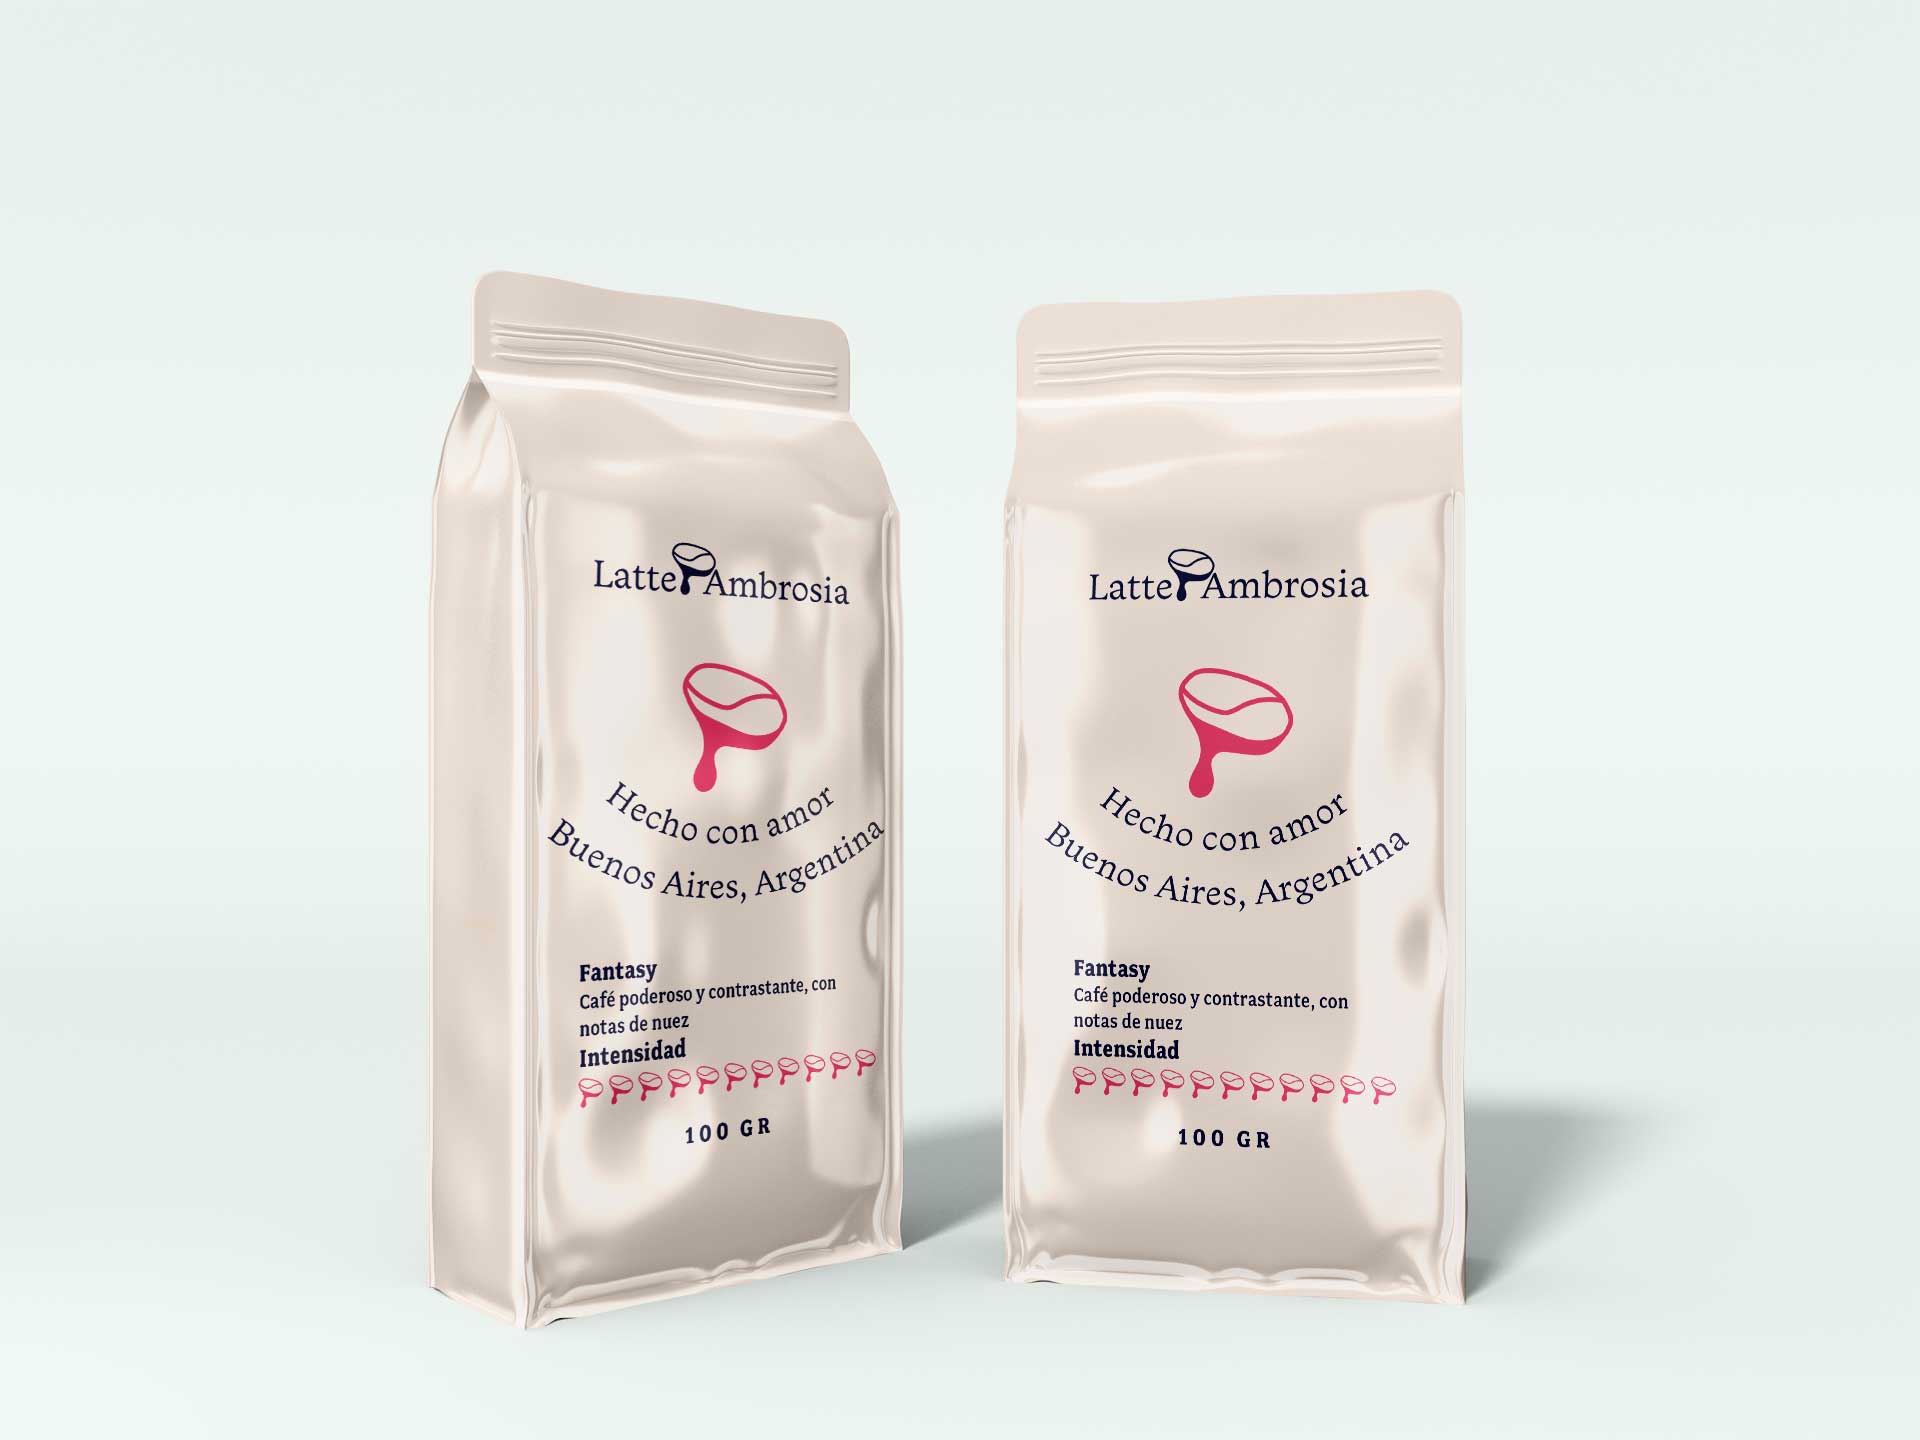 Latte Ambrosia
Hecho con amor
Buenos Aires, Argentina
Fantasy
Café poderoso y contrastante, con
notas de nuez
Intensidad
100 GR
Latte Ambrosia
Hecho con amor
Buenos Aires, Argentina
Fantasy
Café poderoso y contrastante, con
notas de nuez
Intensidad
100 GR